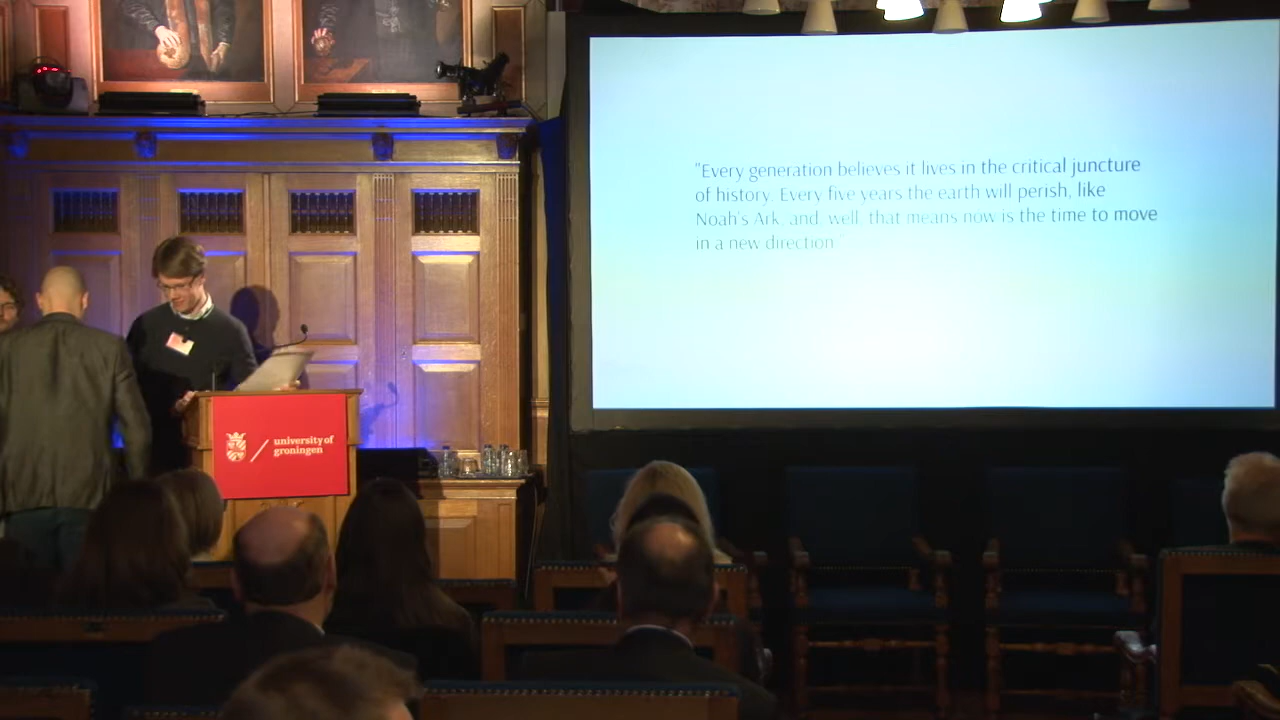 "Every generation believes it lives in the critical juncture
of history. Every five years the earth will perish, like
Noah's Ark, and, well, that means now is the time to move
in a new direction."
university of
groningen